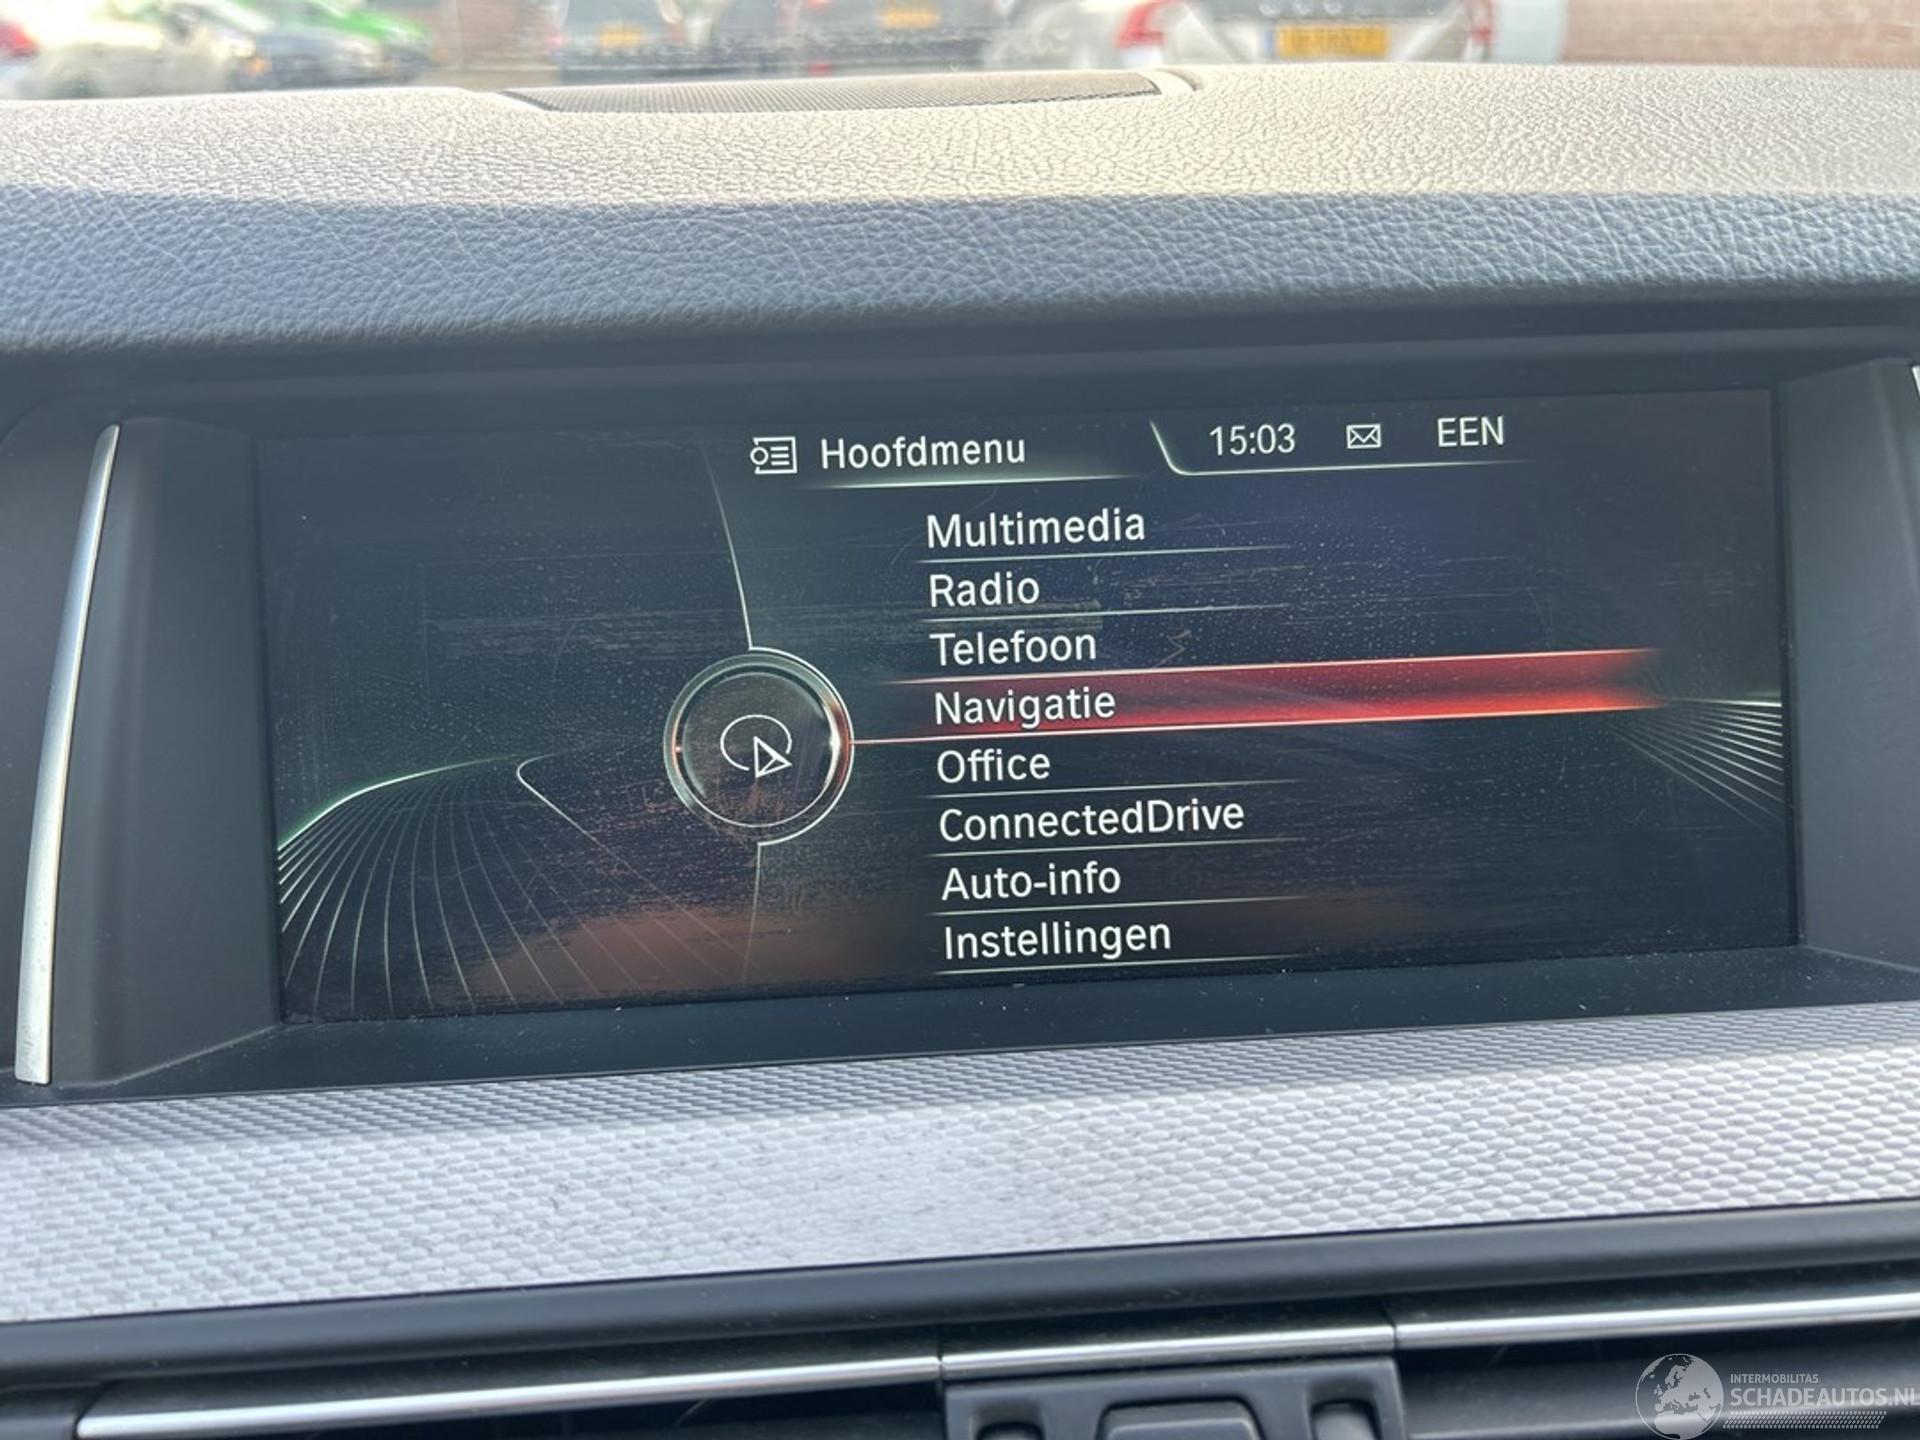 Hoofdmenu 15:03 EEN
Multimedia
Radio
Telefoon
Navigatie
Office
ConnectedDrive
Auto-info
Instellingen
INTERMOBILITAS
SCHADEAUTOS.NL